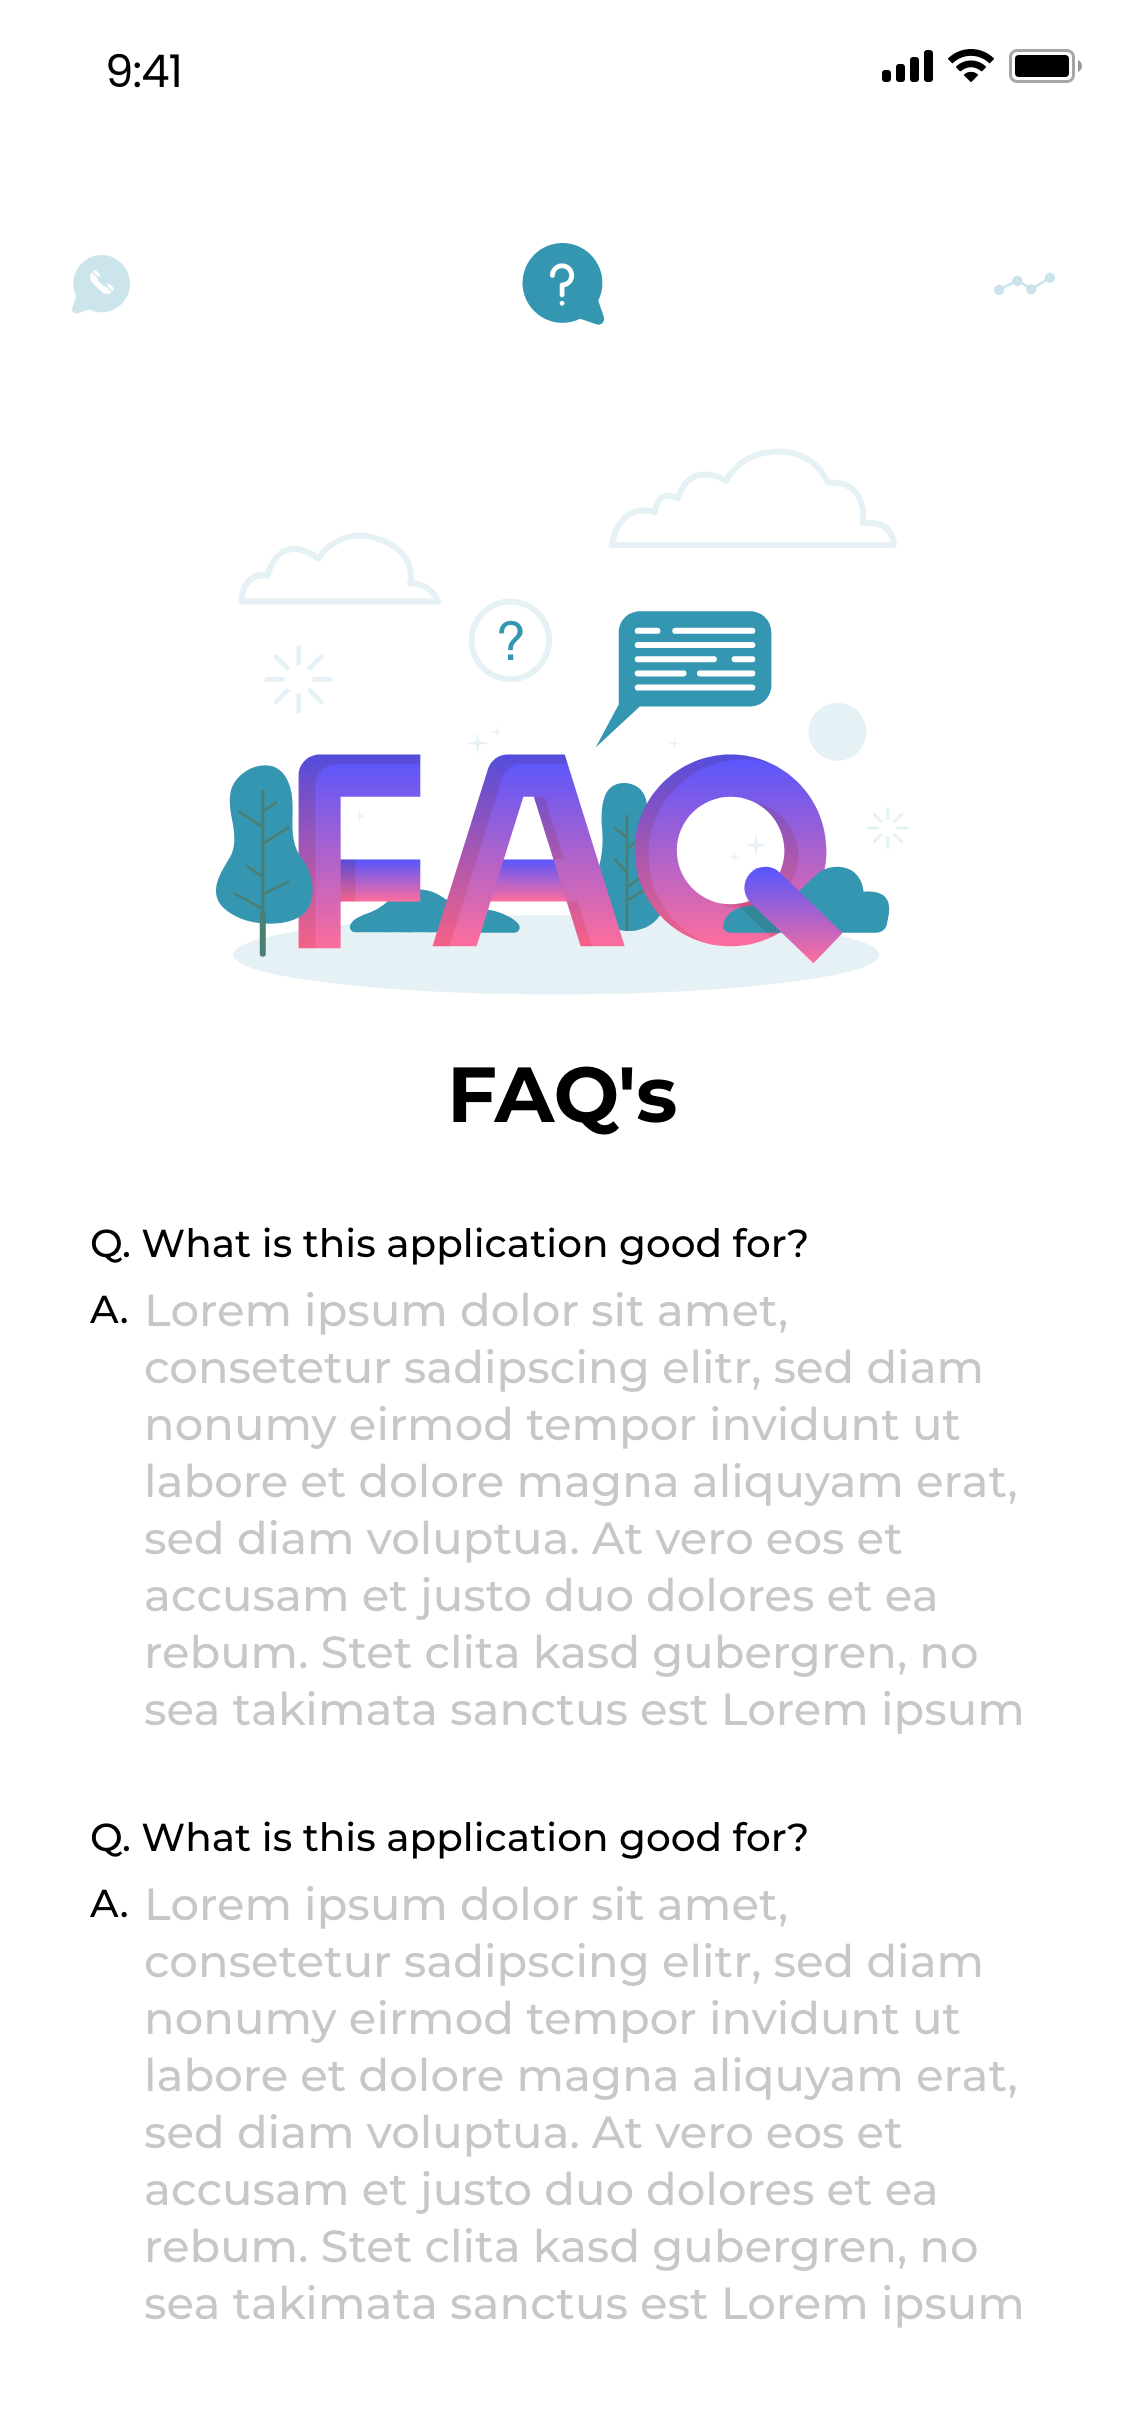 9:41
?
?
FAQ
FAQ's
Q. What is this application good for?
A. Lorem ipsum dolor sit amet,
consetetur sadipscing elitr, sed diam
nonumy eirmod tempor invidunt ut
labore et dolore magna aliquyam erat,
sed diam voluptua. At vero eos et
accusam et justo duo dolores et ea
rebum. Stet clita kasd gubergren, no
sea takimata sanctus est Lorem ipsum
Q. What is this application good for?
A. Lorem ipsum dolor sit amet,
consetetur sadipscing elitr, sed diam
nonumy eirmod tempor invidunt ut
labore et dolore magna aliquyam erat,
sed diam voluptua. At vero eos et
accusam et justo duo dolores et ea
rebum. Stet clita kasd gubergren, no
sea takimata sanctus est Lorem ipsum